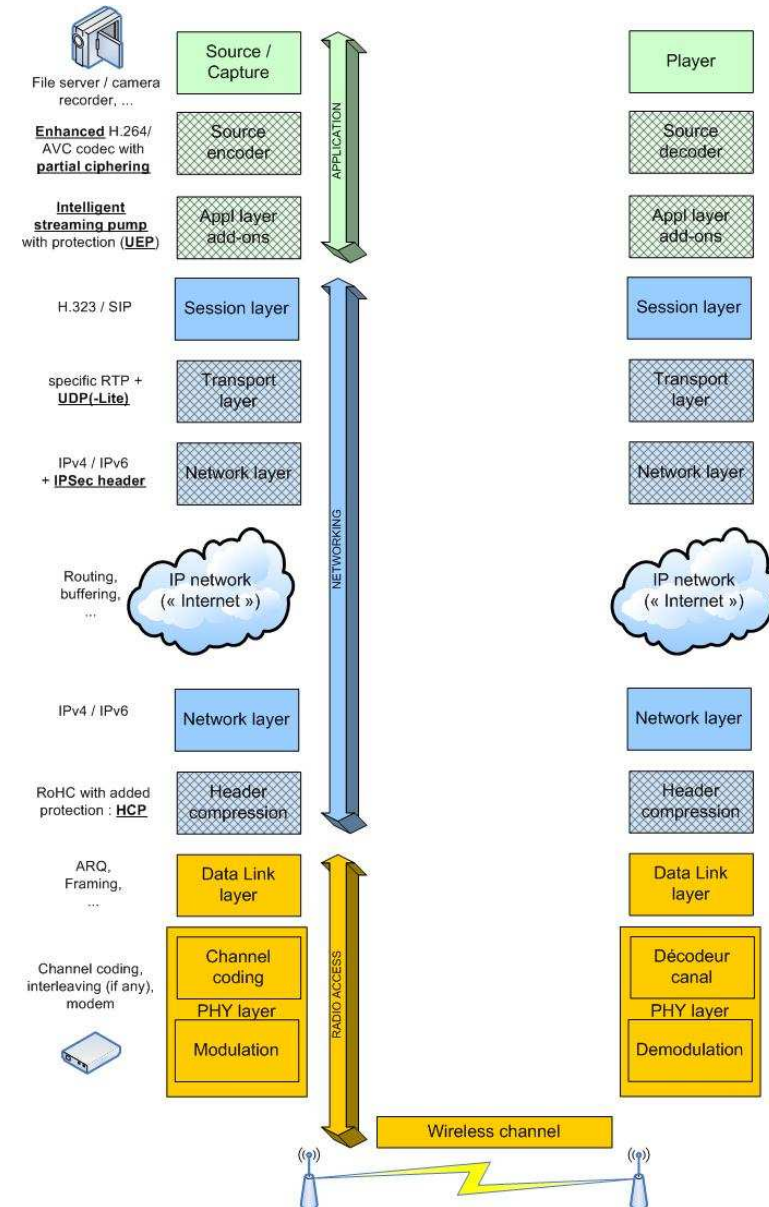 File server / camera
recorder, ...
Source /
Capture
Player
Enhanced H.264/
AVC codec with
partial ciphering
Source
encoder
Source
decoder
APPLICATION
Intelligent
streaming pump
with protection (UEP)
Appl layer
add-ons
Appl layer
add-ons
H.323 / SIP
Session layer
Session layer
specific RTP +
UDP(-Lite)
Transport
layer
Transport
layer
IPv4 / IPv6
+ IPSec header
Network layer
Network layer
NETWORKING
Routing,
buffering,
...
IP network
(« Internet »)
IP network
(« Internet »)
IPv4 / IPv6
Network layer
Network layer
RoHC with added
protection : HCP
Header
compression
Header
compression
ARQ,
Framing,
...
Data Link
layer
Data Link
layer
RADIO ACCESS
Channel coding,
interleaving (if any),
modem
Channel
coding
PHY layer
Modulation
Décodeur
canal
PHY layer
Demodulation
Wireless channel